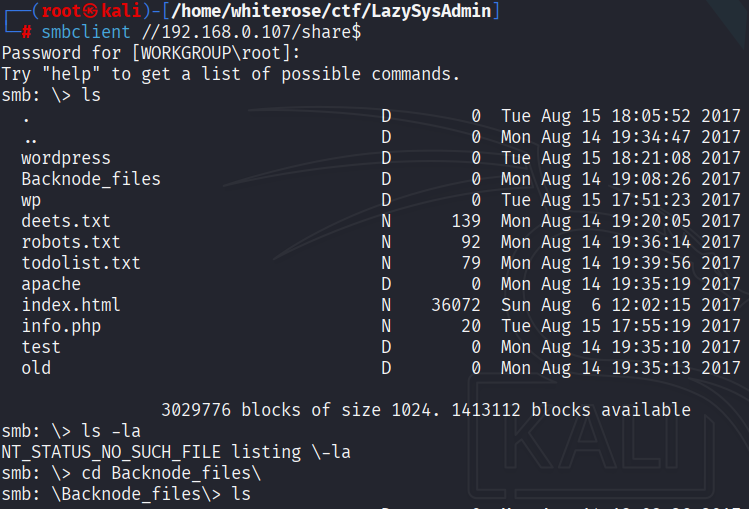 ┌──(root㉿kali)-[/home/whiterose/ctf/LazySysAdmin]
└─# smbclient //192.168.0.107/share$
Password for [WORKGROUP\root]:
Try "help" to get a list of possible commands.
smb: \> ls
  .                                   D        0  Tue Aug 15 18:05:52 2017
  ..                                  D        0  Mon Aug 14 19:34:47 2017
  wordpress                           D        0  Tue Aug 15 18:21:08 2017
  Backnode_files                      D        0  Mon Aug 14 19:08:26 2017
  wp                                  D        0  Tue Aug 15 17:51:23 2017
  deets.txt                           N      139  Mon Aug 14 19:20:05 2017
  robots.txt                          N       92  Mon Aug 14 19:36:14 2017
  todolist.txt                        N       79  Mon Aug 14 19:39:56 2017
  apache                              D        0  Mon Aug 14 19:35:19 2017
  index.html                          N    36072  Sun Aug  6 12:02:15 2017
  info.php                            N       20  Tue Aug 15 17:55:19 2017
  test                                D        0  Mon Aug 14 19:35:10 2017
  old                                 D        0  Mon Aug 14 19:35:13 2017
3029776 blocks of size 1024. 1413112 blocks available
smb: \> ls -la
NT_STATUS_NO_SUCH_FILE listing \-la
smb: \> cd Backnode_files\
smb: \Backnode_files\> ls
KALI